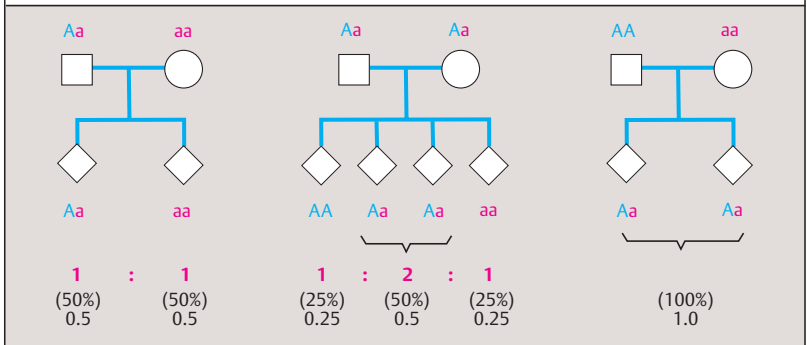 Aa aa Aa Aa AA aa
Aa aa AA Aa Aa aa Aa Aa
1 : 1 1 : 2 : 1
(50%) (50%) (25%) (50%) (25%) (100%)
0.5 0.5 0.25 0.5 0.25 1.0